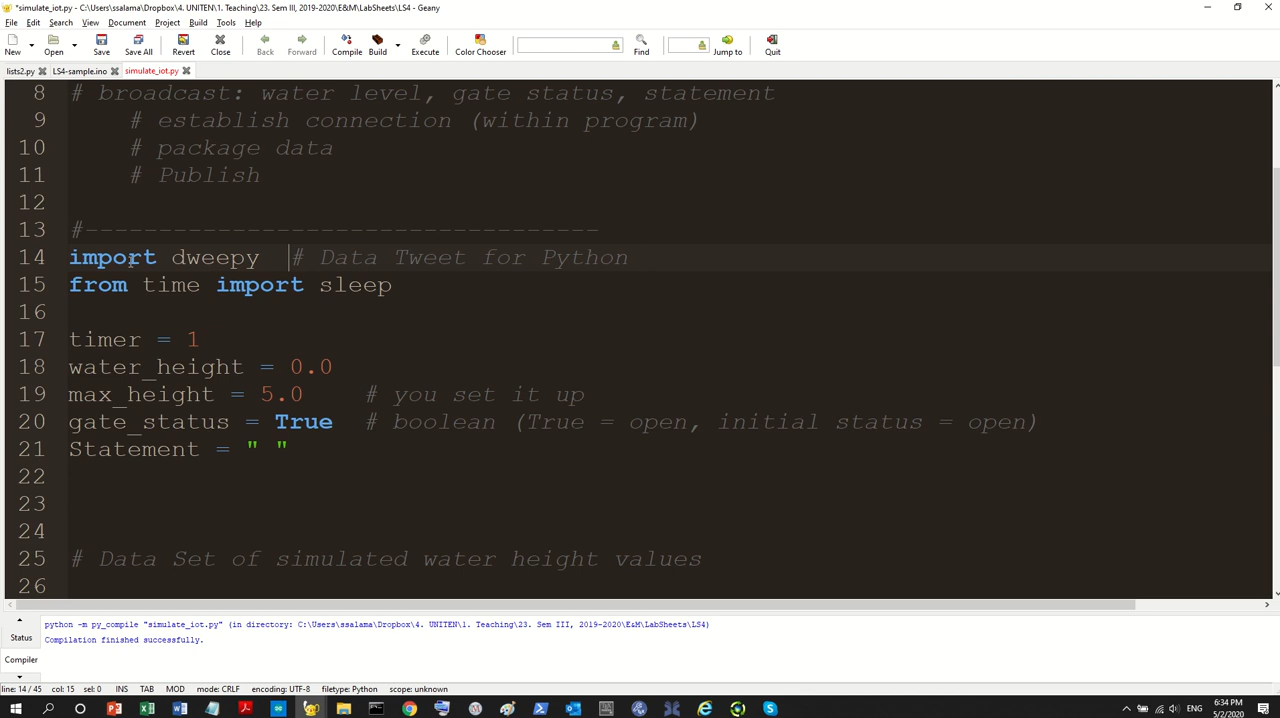 *simulate_iot.py - C:\Users\ssalama\Dropbox\4. UNITEN\1. Teaching\23. Sem III, 2019-2020\E&M\LabSheets\LS4 - Geany
File Edit Search View Document Project Build Tools Help
New Open Save Save All Revert Close Back Forward Compile Build Execute Color Chooser Find Jump to Quit
lists2.py LS4-sample.ino simulate_iot.py
8 # broadcast: water level, gate status, statement
9 # establish connection (within program)
10 # package data
11 # Publish
12
13 #-----------------------------------
14 import dweepy # Data Tweet for Python
15 from time import sleep
16
17 timer = 1
18 water_height = 0.0
19 max_height = 5.0 # you set it up
20 gate_status = True # boolean (True = open, initial status = open)
21 Statement = " "
22
23
24
25 # Data Set of simulated water height values
26
Status
Compiler
python -m py_compile "simulate_iot.py" (in directory: C:\Users\ssalama\Dropbox\4. UNITEN\1. Teaching\23. Sem III, 2019-2020\E&M\LabSheets\LS4)
Compilation finished successfully.
line: 14 / 45 col: 15 sel: 0 INS TAB MOD mode: CRLF encoding: UTF-8 filetype: Python scope: unknown
ENG
6:34 PM
5/2/2020